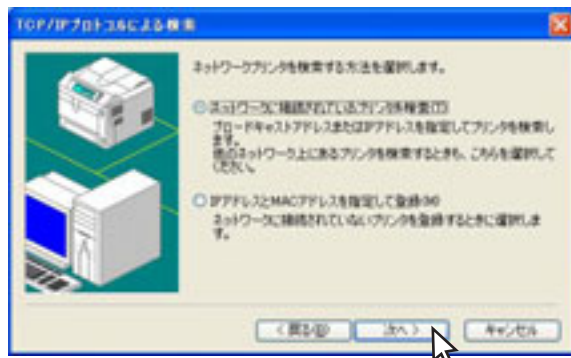 TCP/IPプロトコルによる検索
ネットワークプリンタを検索する方法を選択します。
ネットワークに接続されているプリンタを検索(T)
ブロードキャストアドレスまたはIPアドレスを指定してプリンタを検索し
ます。
他のネットワーク上にあるプリンタを検索するときも、こちらを選択して
ください。
IPアドレスとMACアドレスを指定して登録(M)
ネットワークに接続されていないプリンタを登録するときに選択しま
す。
< 戻る(B)
次へ >
キャンセル